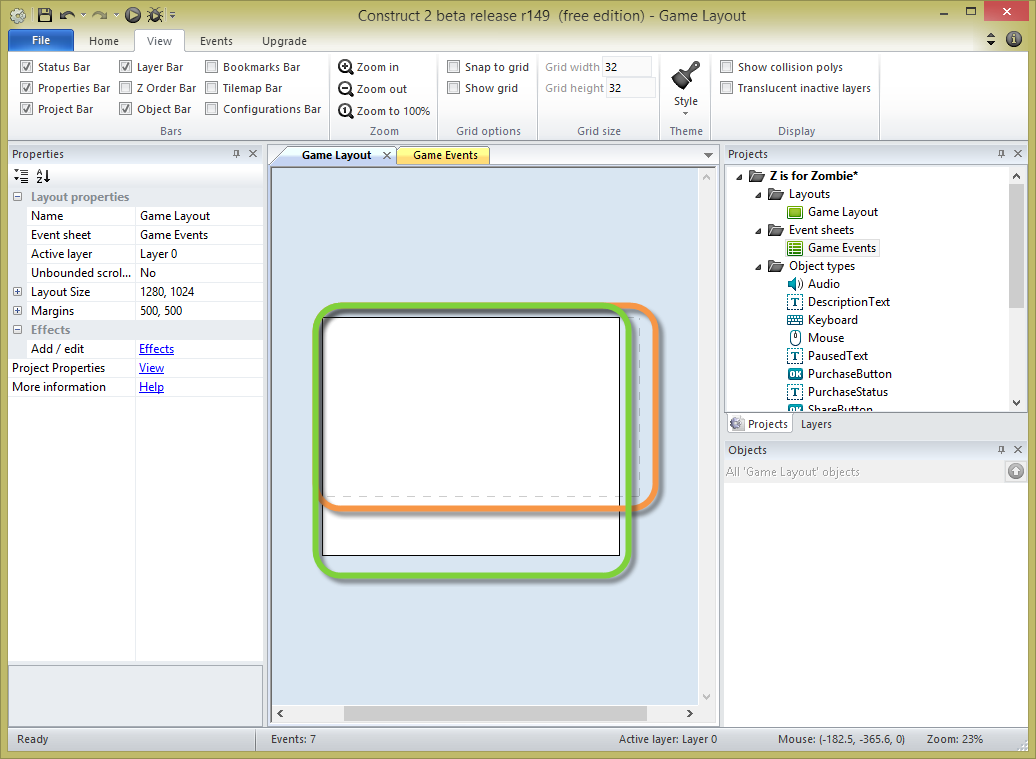 Construct 2 beta release r149 (free edition) - Game Layout
File Home View Events Upgrade
Status Bar Layer Bar Bookmarks Bar Zoom in Snap to grid Grid width 32 Show collision polys
Properties Bar Z Order Bar Tilemap Bar Zoom out Show grid Grid height 32 Translucent inactive layers
Project Bar Object Bar Configurations Bar Zoom to 100% Style
Bars Zoom Grid options Grid size Theme Display
Properties
Layout properties
Name Game Layout
Event sheet Game Events
Active layer Layer 0
Unbounded scrol... No
Layout Size 1280, 1024
Margins 500, 500
Effects
Add / edit Effects
Project Properties View
More information Help
Game Layout Game Events
Projects
Z is for Zombie*
Layouts
Game Layout
Event sheets
Game Events
Object types
Audio
DescriptionText
Keyboard
Mouse
PausedText
PurchaseButton
PurchaseStatus
ShareButton
Projects Layers
Objects
All 'Game Layout' objects
Ready Events: 7 Active layer: Layer 0 Mouse: (-182.5, -365.6, 0) Zoom: 23%